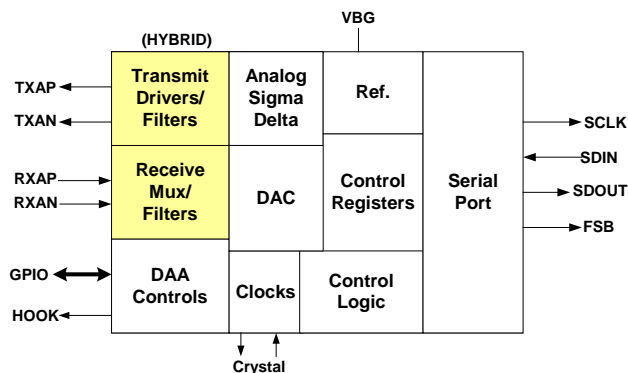 VBG
(HYBRID)
Transmit
Drivers/
Filters
Analog
Sigma
Delta
Ref.
TXAP
TXAN
Receive
Mux/
Filters
DAC
Control
Registers
Serial
Port
RXAP
RXAN
SCLK
SDIN
SDOUT
FSB
DAA
Controls
Clocks
Control
Logic
GPIO
HOOK
Crystal